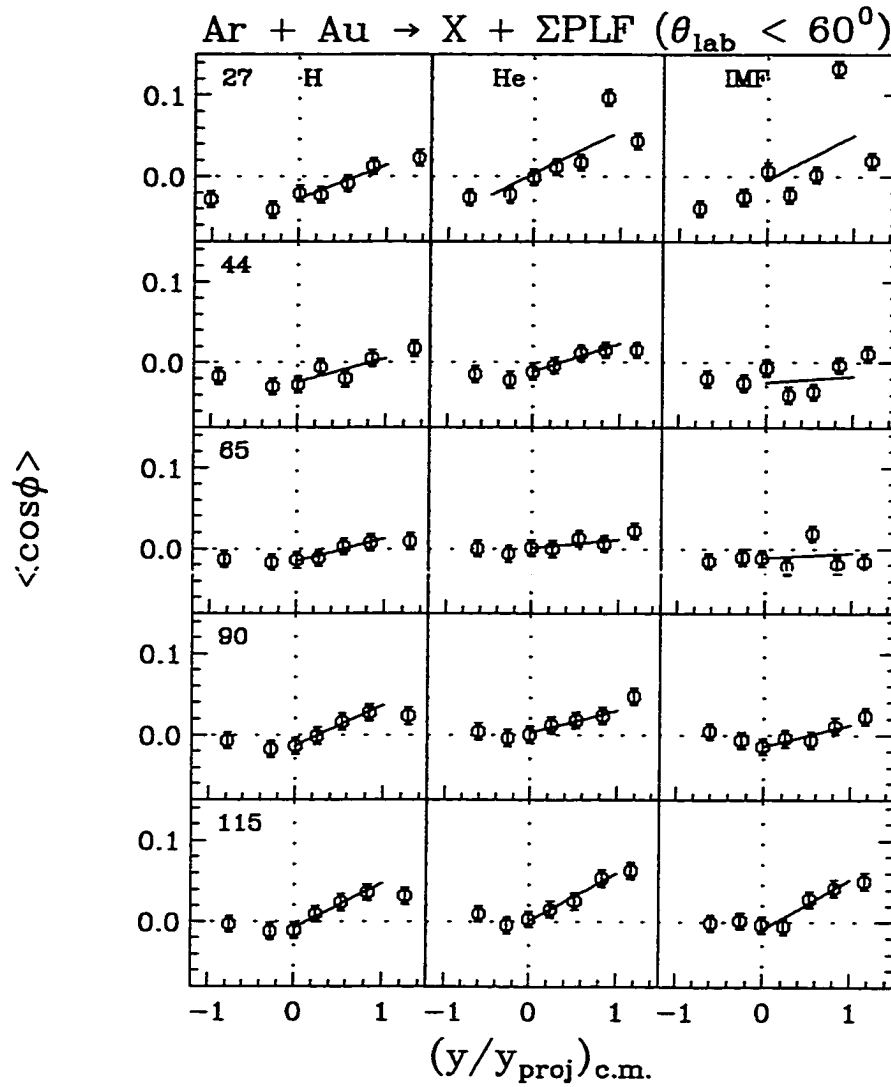 Ar + Au → X + ΣPLF (θlab < 60⁰)
27 H He IMF
0.1
0.0
44
0.1
0.0
65
0.1
0.0
90
0.1
0.0
115
0.1
0.0
<cosϕ>
−1 0 1 −1 0 1 −1 0 1
(y/yproj)c.m.